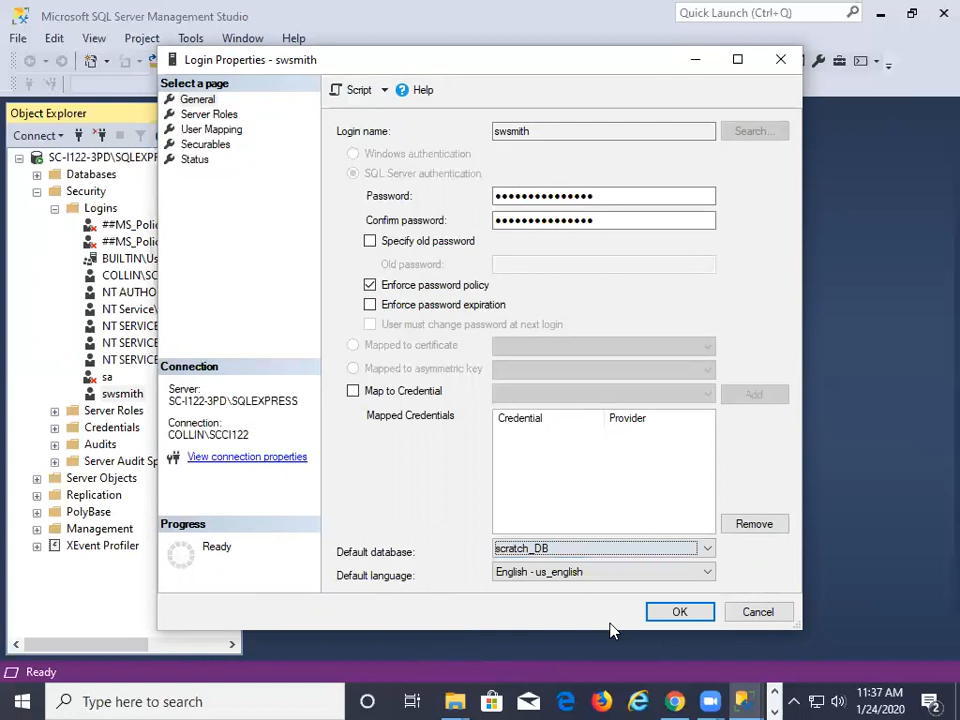 Microsoft SQL Server Management Studio
Quick Launch (Ctrl+Q)
File Edit View Project Tools Window Help
Login Properties - swsmith
Select a page
General
Server Roles
User Mapping
Securables
Status
Script Help
Object Explorer
Connect
SC-I122-3PD\SQLEXPR
Databases
Security
Logins
##MS_Polic
##MS_Polic
BUILTIN\Us
COLLIN\SC
NT AUTHO
NT Service\
NT SERVICE
NT SERVICE
NT SERVICE
sa
swsmith
Server Roles
Credentials
Audits
Server Audit Sp
Server Objects
Replication
PolyBase
Management
XEvent Profiler
Connection
Server:
SC-I122-3PD\SQLEXPRESS
Connection:
COLLIN\SCCI122
View connection properties
Progress
Ready
Login name: swsmith Search...
Windows authentication
SQL Server authentication
Password: ●●●●●●●●●●●●●●●
Confirm password: ●●●●●●●●●●●●●●●
Specify old password
Old password:
Enforce password policy
Enforce password expiration
User must change password at next login
Mapped to certificate
Mapped to asymmetric key
Map to Credential Add
Mapped Credentials Credential Provider
Remove
Default database: scratch_DB
Default language: English - us_english
OK Cancel
Ready
Type here to search
11:37 AM
1/24/2020
2